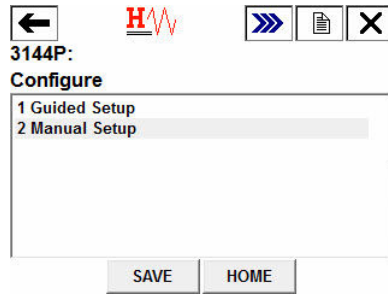 H
3144P:
Configure
1 Guided Setup
2 Manual Setup
SAVE HOME